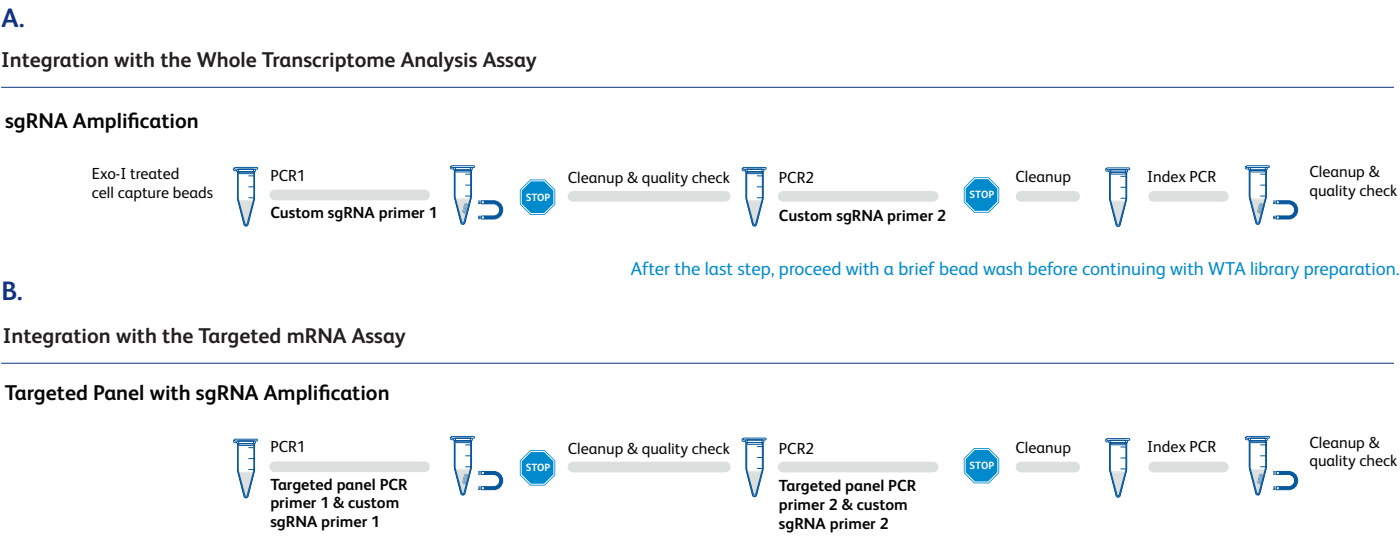 A.
Integration with the Whole Transcriptome Analysis Assay
sgRNA Amplification
Exo-I treated
cell capture beads
PCR1
Custom sgRNA primer 1
STOP
Cleanup & quality check
PCR2
Custom sgRNA primer 2
STOP
Cleanup
Index PCR
Cleanup &
quality check
After the last step, proceed with a brief bead wash before continuing with WTA library preparation.
B.
Integration with the Targeted mRNA Assay
Targeted Panel with sgRNA Amplification
PCR1
Targeted panel PCR
primer 1 & custom
sgRNA primer 1
STOP
Cleanup & quality check
PCR2
Targeted panel PCR
primer 2 & custom
sgRNA primer 2
STOP
Cleanup
Index PCR
Cleanup &
quality check